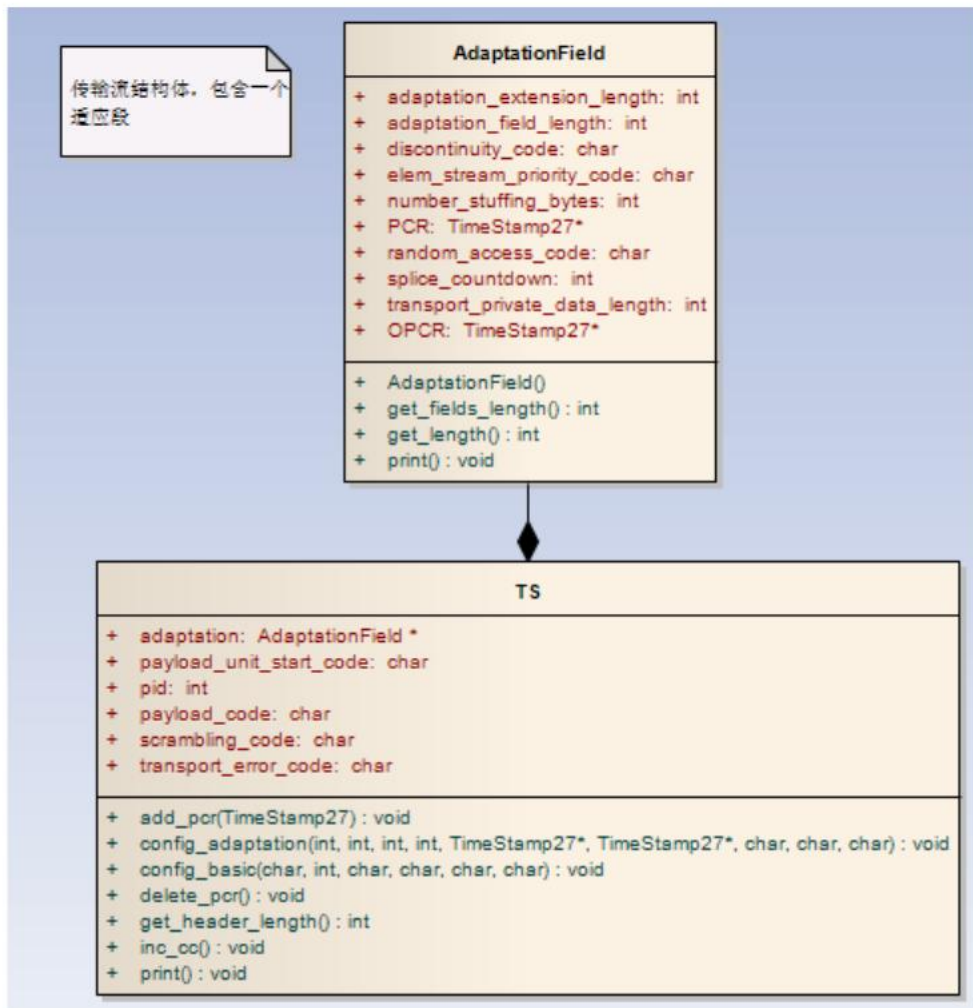 传输流结构体，包含一个
适应段
AdaptationField
+ adaptation_extension_length: int
+ adaptation_field_length: int
+ discontinuity_code: char
+ elem_stream_priority_code: char
+ number_stuffing_bytes: int
+ PCR: TimeStamp27*
+ random_access_code: char
+ splice_countdown: int
+ transport_private_data_length: int
+ OPCR: TimeStamp27*
+ AdaptationField()
+ get_fields_length() : int
+ get_length() : int
+ print() : void
TS
+ adaptation: AdaptationField *
+ payload_unit_start_code: char
+ pid: int
+ payload_code: char
+ scrambling_code: char
+ transport_error_code: char
+ add_pcr(TimeStamp27) : void
+ config_adaptation(int, int, int, int, TimeStamp27*, TimeStamp27*, char, char, char) : void
+ config_basic(char, int, char, char, char, char) : void
+ delete_pcr() : void
+ get_header_length() : int
+ inc_cc() : void
+ print() : void